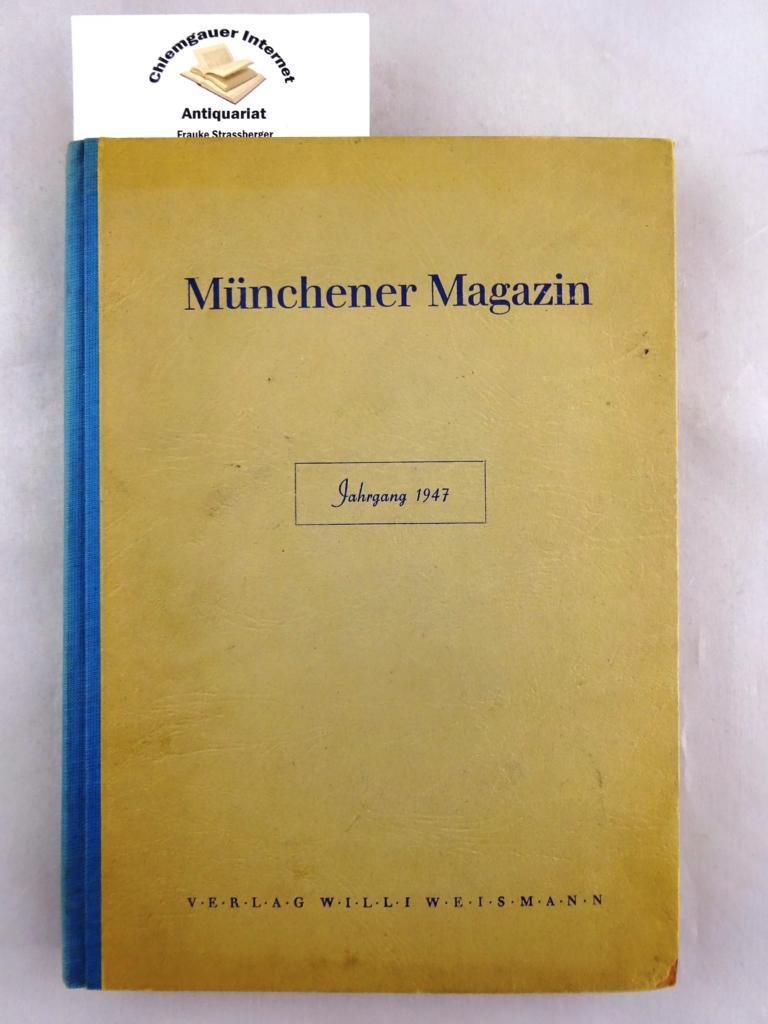 Chiemgauer Internet
Antiquariat
Frauke Strassberger
Münchener Magazin
Jahrgang 1947
V·E·R·L·A·G W·I·L·L·I W·E·I·S·M·A·N·N